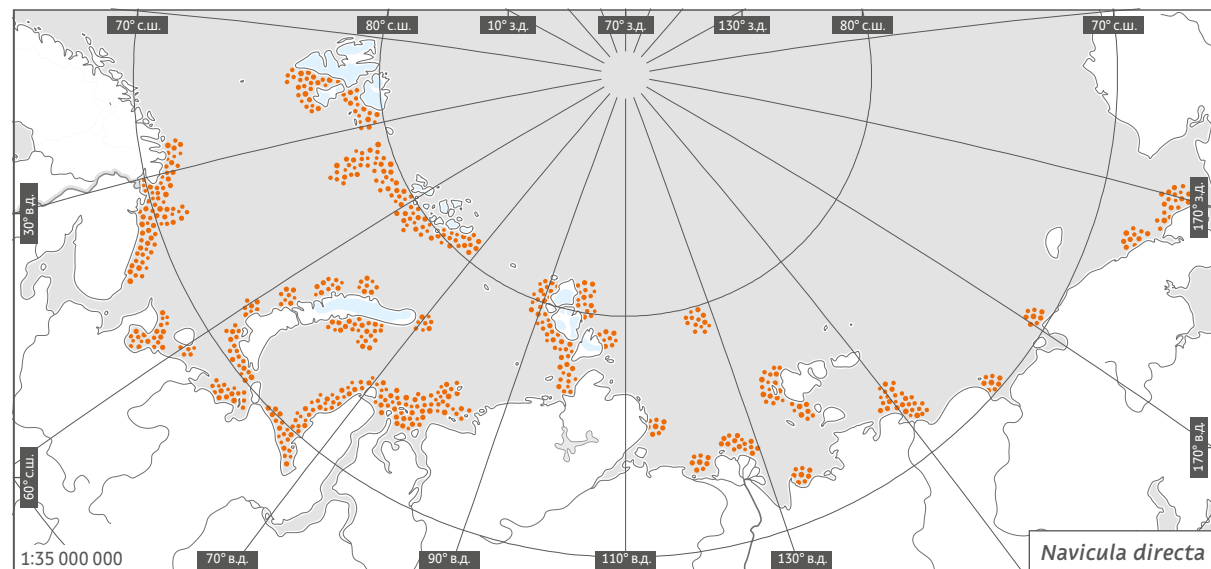 70° с.ш.
80° с.ш.
10° з.д.
70° з.д.
130° з.д.
80° с.ш.
70° с.ш.
30° в.д.
170° з.д.
60° с.ш.
170° в.д.
1:35 000 000
70° в.д.
90° в.д.
110° в.д.
130° в.д.
Navicula directa